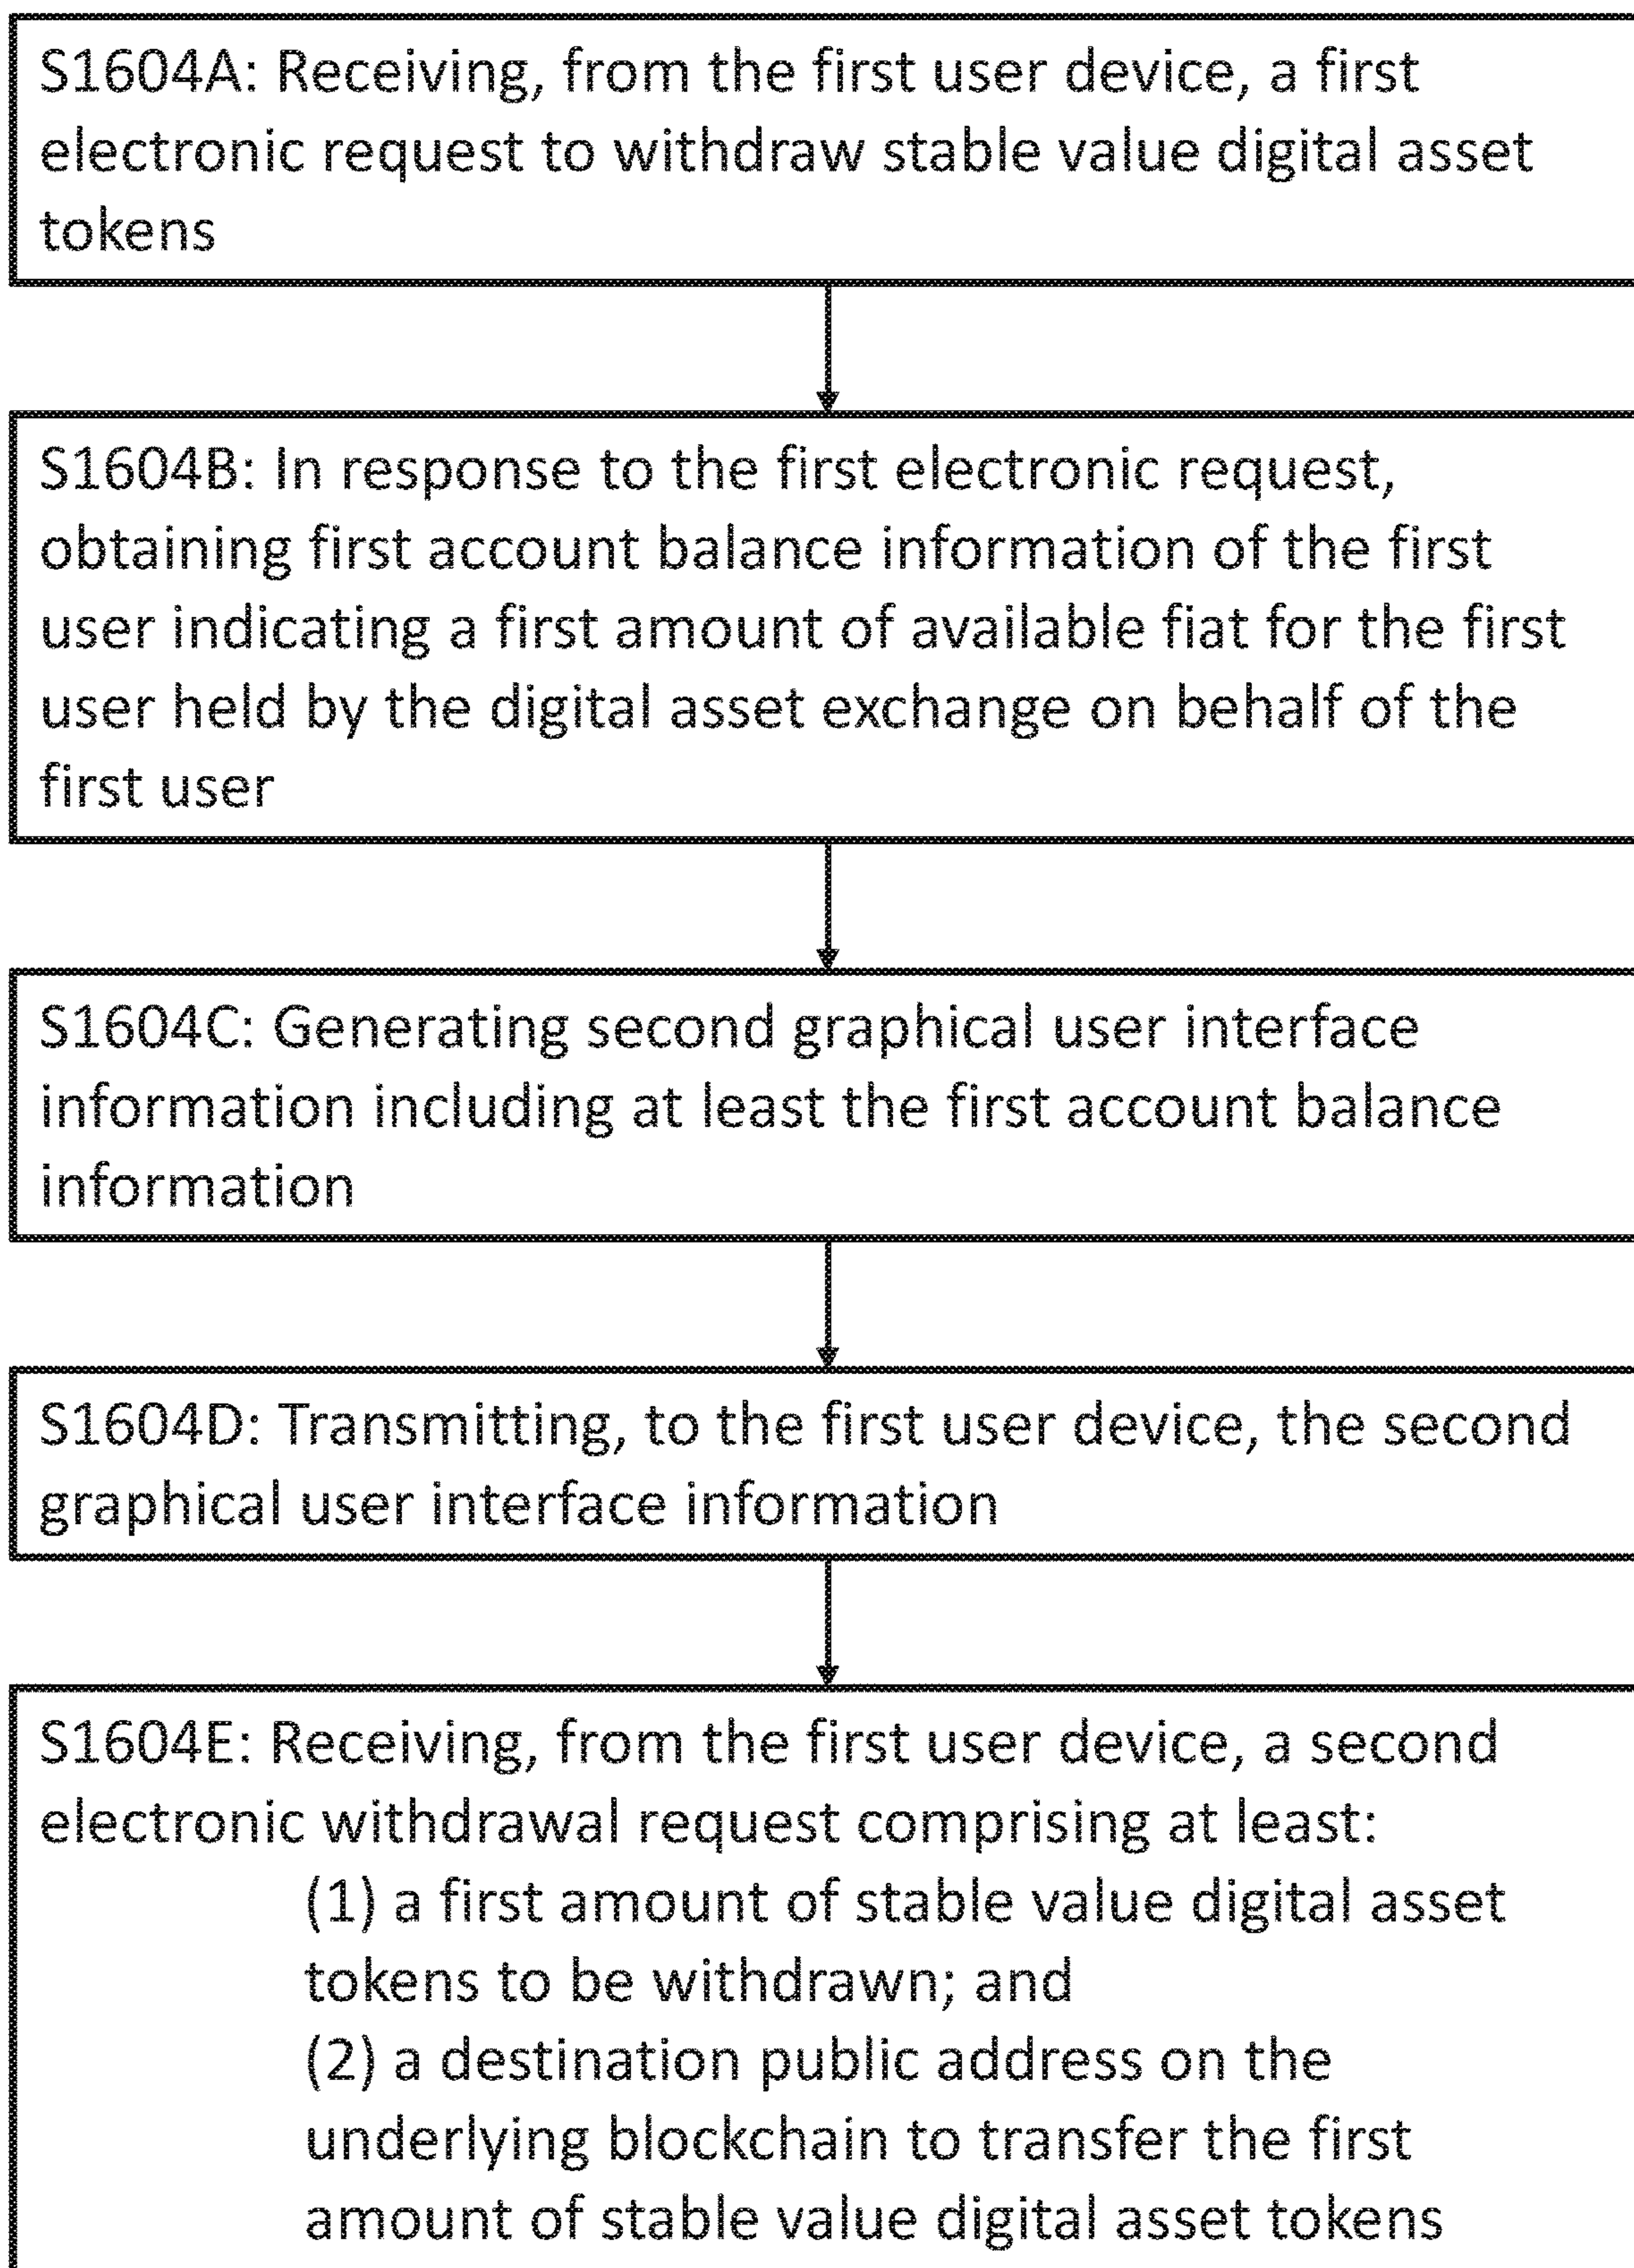 S1604A: Receiving, from the first user device, a first
electronic request to withdraw stable value digital asset
tokens
S1604B: In response to the first electronic request,
obtaining first account balance information of the first
user indicating a first amount of available fiat for the first
user held by the digital asset exchange on behalf of the
first user
S1604C: Generating second graphical user interface
information including at least the first account balance
information
S1604D: Transmitting, to the first user device, the second
graphical user interface information
S1604E: Receiving, from the first user device, a second
electronic withdrawal request comprising at least:
(1) a first amount of stable value digital asset
tokens to be withdrawn; and
(2) a destination public address on the
underlying blockchain to transfer the first
amount of stable value digital asset tokens